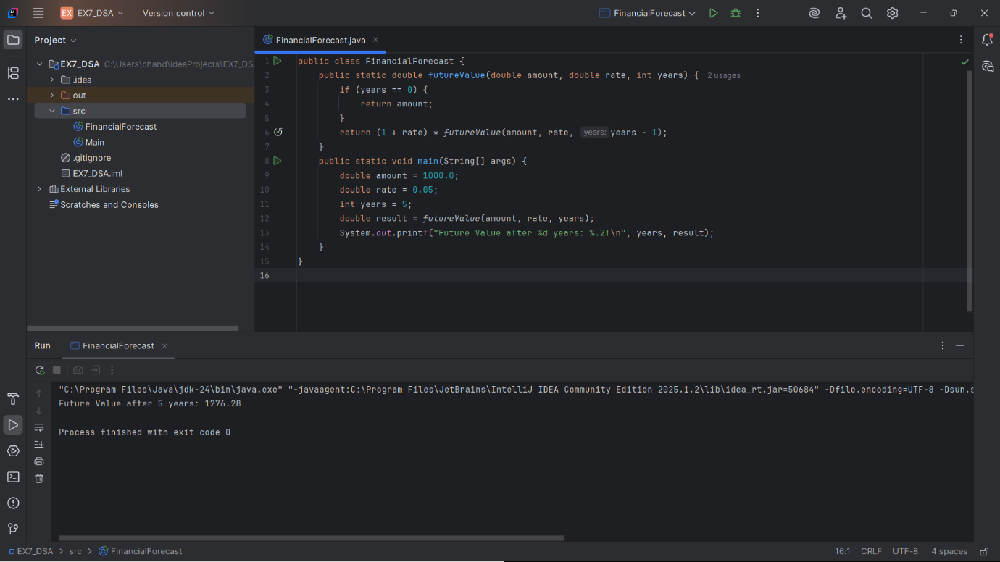 EX EX7_DSA Version control FinancialForecast
Project
FinancialForecast.java
EX7_DSA C:\Users\chand\IdeaProjects\EX7_DS
.idea
out
src
FinancialForecast
Main
.gitignore
EX7_DSA.iml
External Libraries
Scratches and Consoles
1 public class FinancialForecast {
2 public static double futureValue(double amount, double rate, int years) { 2 usages
3 if (years == 0) {
4 return amount;
5 }
6 return (1 + rate) * futureValue(amount, rate, years: years - 1);
7 }
8 public static void main(String[] args) {
9 double amount = 1000.0;
10 double rate = 0.05;
11 int years = 5;
12 double result = futureValue(amount, rate, years);
13 System.out.printf("Future Value after %d years: %.2f\n", years, result);
14 }
15 }
16
Run FinancialForecast
"C:\Program Files\Java\jdk-24\bin\java.exe" "-javaagent:C:\Program Files\JetBrains\IntelliJ IDEA Community Edition 2025.1.2\lib\idea_rt.jar=50684" -Dfile.encoding=UTF-8 -Dsun.s
Future Value after 5 years: 1276.28
Process finished with exit code 0
EX7_DSA > src > FinancialForecast 16:1 CRLF UTF-8 4 spaces